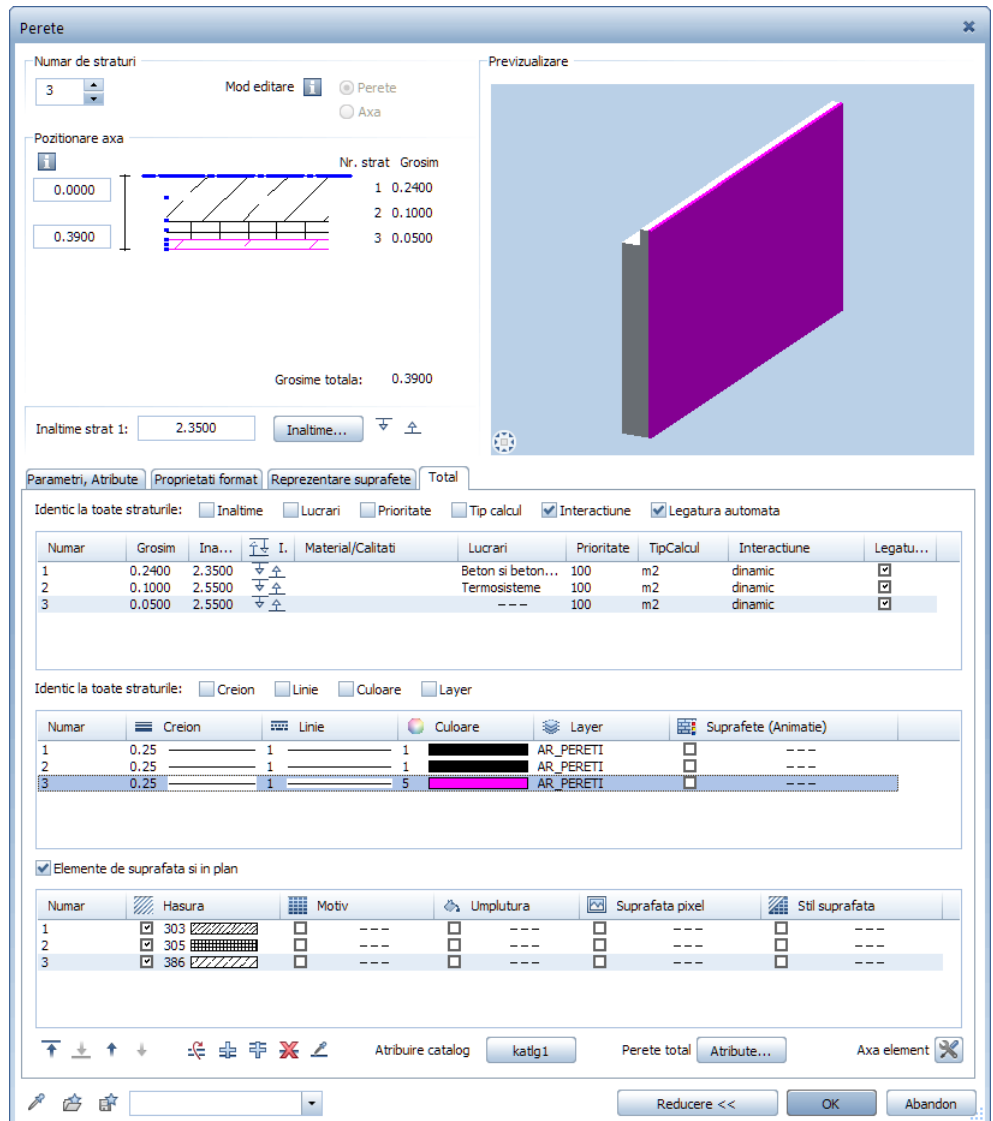 Perete
Numar de straturi
3
Mod editare
Perete
Axa
Previzualizare
Pozitionare axa
Nr. strat Grosim
0.0000
1 0.2400
2 0.1000
0.3900
3 0.0500
Grosime totala: 0.3900
Inaltime strat 1: 2.3500 Inaltime...
Parametri, Atribute Proprietati format Reprezentare suprafete Total
Identic la toate straturile: Inaltime Lucrari Prioritate Tip calcul Interactiune Legatura automata
Numar Grosim Ina... I. Material/Calitati Lucrari Prioritate TipCalcul Interactiune Legatu...
1 0.2400 2.3500 Beton si beton... 100 m2 dinamic
2 0.1000 2.5500 Termosisteme 100 m2 dinamic
3 0.0500 2.5500 --- 100 m2 dinamic
Identic la toate straturile: Creion Linie Culoare Layer
Numar Creion Linie Culoare Layer Suprafete (Animatie)
1 0.25 1 1 AR_PERETI ---
2 0.25 1 1 AR_PERETI ---
3 0.25 1 5 AR_PERETI ---
Elemente de suprafata si in plan
Numar Hasura Motiv Umplutura Suprafata pixel Stil suprafata
1 303 --- --- --- ---
2 305 --- --- --- ---
3 386 --- --- --- ---
Atribuire catalog katlg1 Perete total Atribute... Axa element
Reducere << OK Abandon